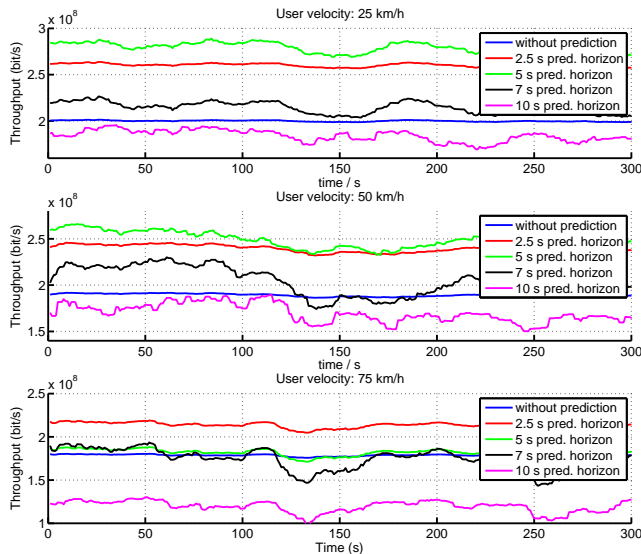 User velocity: 25 km/h
x 10^8
3
2.5
2
Throughput (bit/s)
without prediction
2.5 s pred. horizon
5 s pred. horizon
7 s pred. horizon
10 s pred. horizon
0 50 100 150 200 250 300
time / s
User velocity: 50 km/h
x 10^8
2.5
2
1.5
Throughput (bit/s)
without prediction
2.5 s pred. horizon
5 s pred. horizon
7 s pred. horizon
10 s pred. horizon
0 50 100 150 200 250 300
time / s
User velocity: 75 km/h
x 10^8
2.5
2
1.5
1
Throughput (bit/s)
without prediction
2.5 s pred. horizon
5 s pred. horizon
7 s pred. horizon
10 s pred. horizon
0 50 100 150 200 250 300
Time (s)